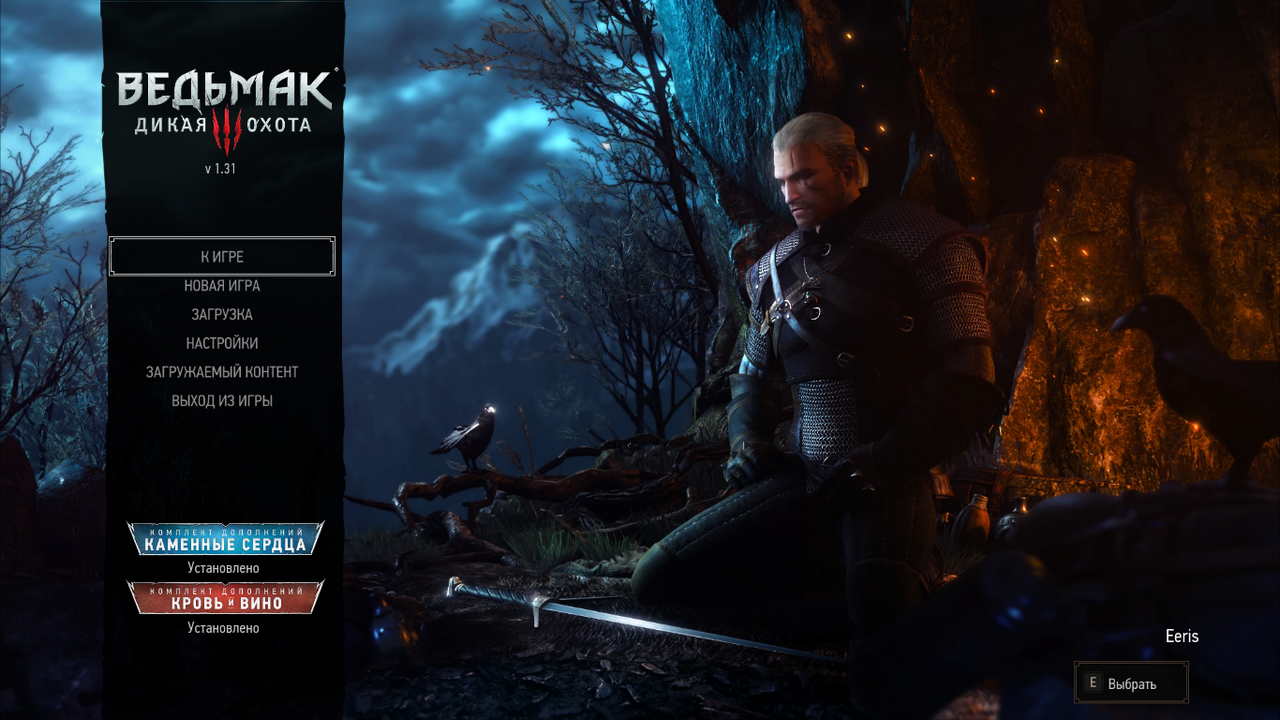 ВЕДЬМАК
ДИКАЯ III ОХОТА
v 1.31
К ИГРЕ
НОВАЯ ИГРА
ЗАГРУЗКА
НАСТРОЙКИ
ЗАГРУЖАЕМЫЙ КОНТЕНТ
ВЫХОД ИЗ ИГРЫ
КОМПЛЕКТ ДОПОЛНЕНИЙ
КАМЕННЫЕ СЕРДЦА
Установлено
КОМПЛЕКТ ДОПОЛНЕНИЙ
КРОВЬ И ВИНО
Установлено
Eeris
E Выбрать